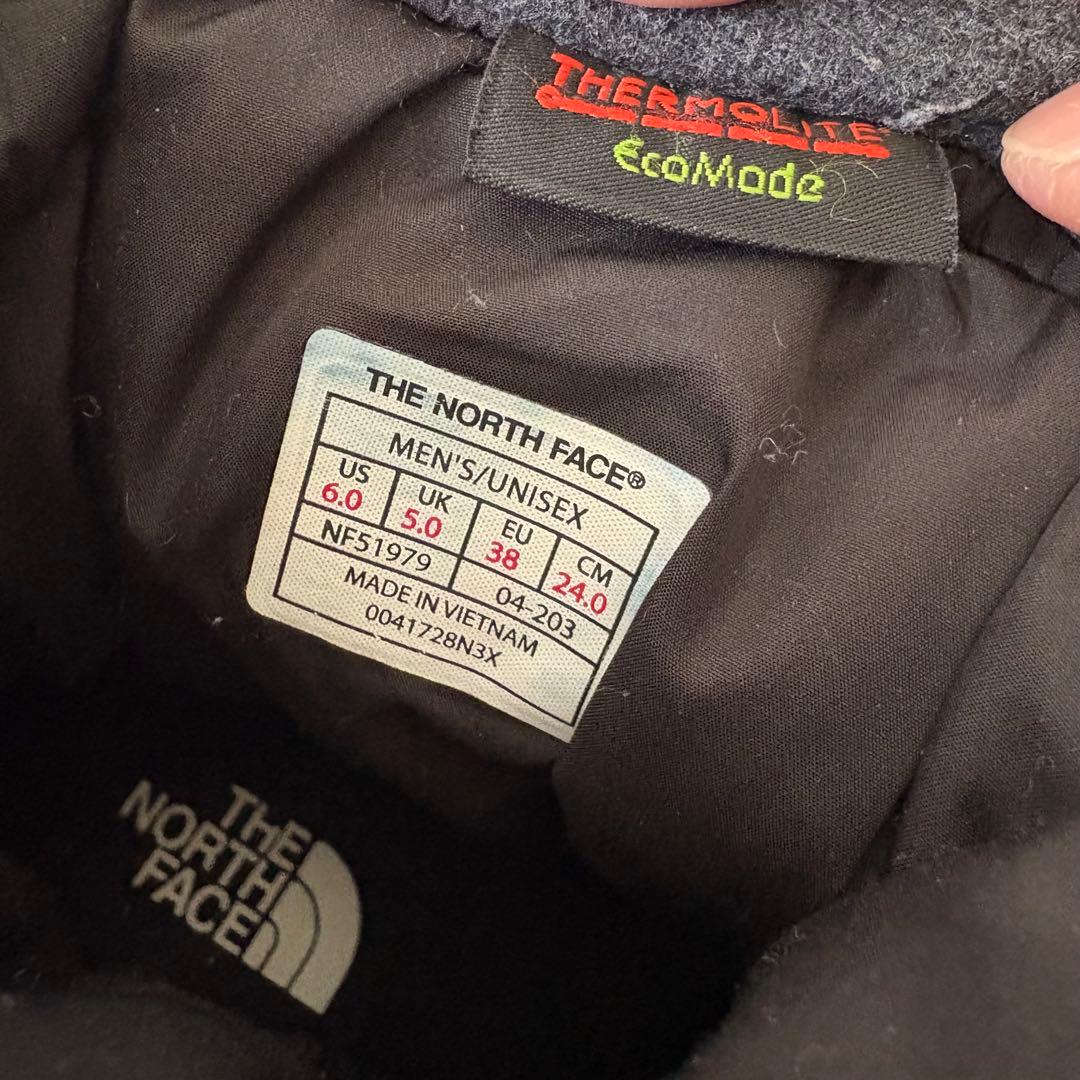 THERMOLITE
EcoMade
THE NORTH FACE®
MEN'S/UNISEX
US UK EU CM
6.0 5.0 38 24.0
NF51979 04-203
MADE IN VIETNAM
0041728N3X
THE
NORTH
FACE